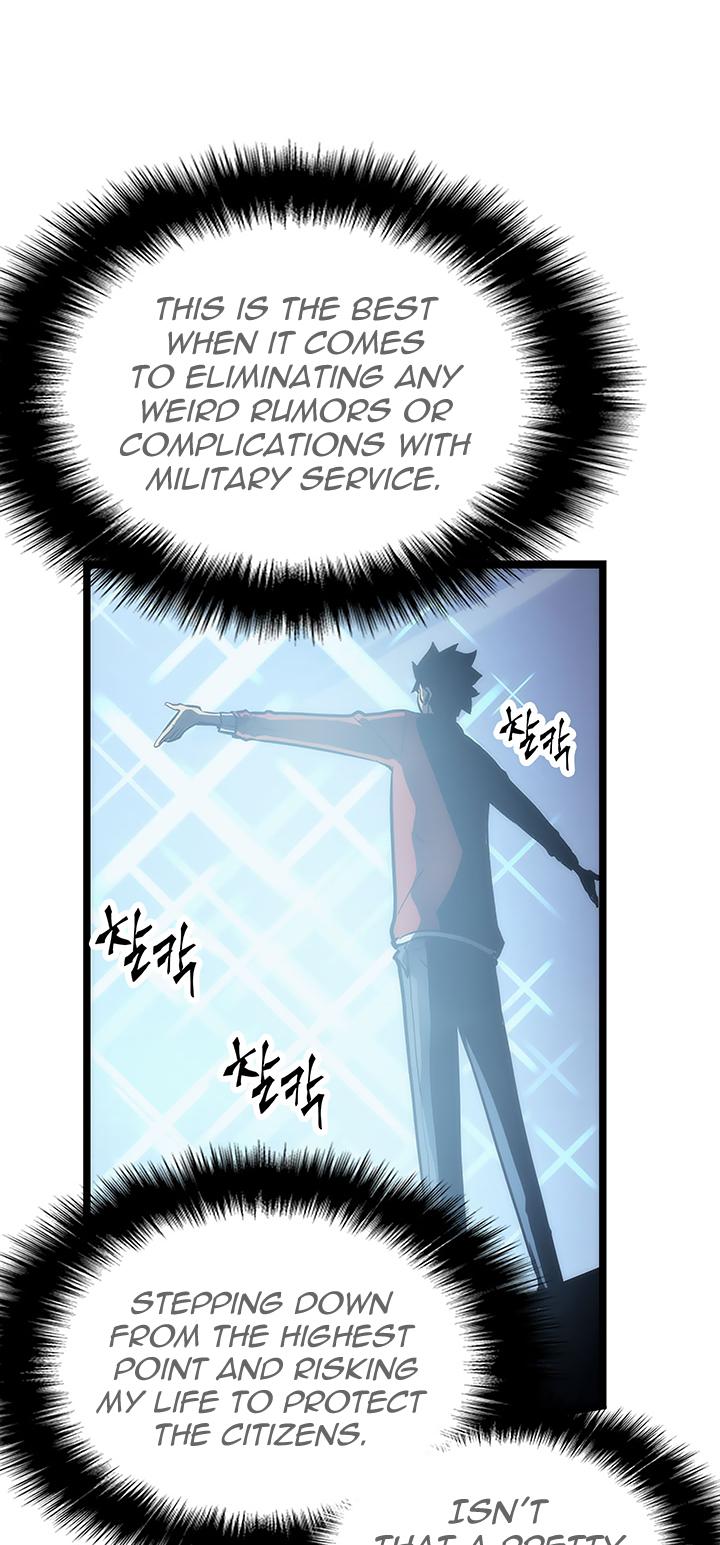 THIS IS THE BEST
WHEN IT COMES
TO ELIMINATING ANY
WEIRD RUMORS OR
COMPLICATIONS WITH
MILITARY SERVICE.
찰칵
찰칵
찰칵
STEPPING DOWN
FROM THE HIGHEST
POINT AND RISKING
MY LIFE TO PROTECT
THE CITIZENS.
ISN'T
THAT A PRETTY